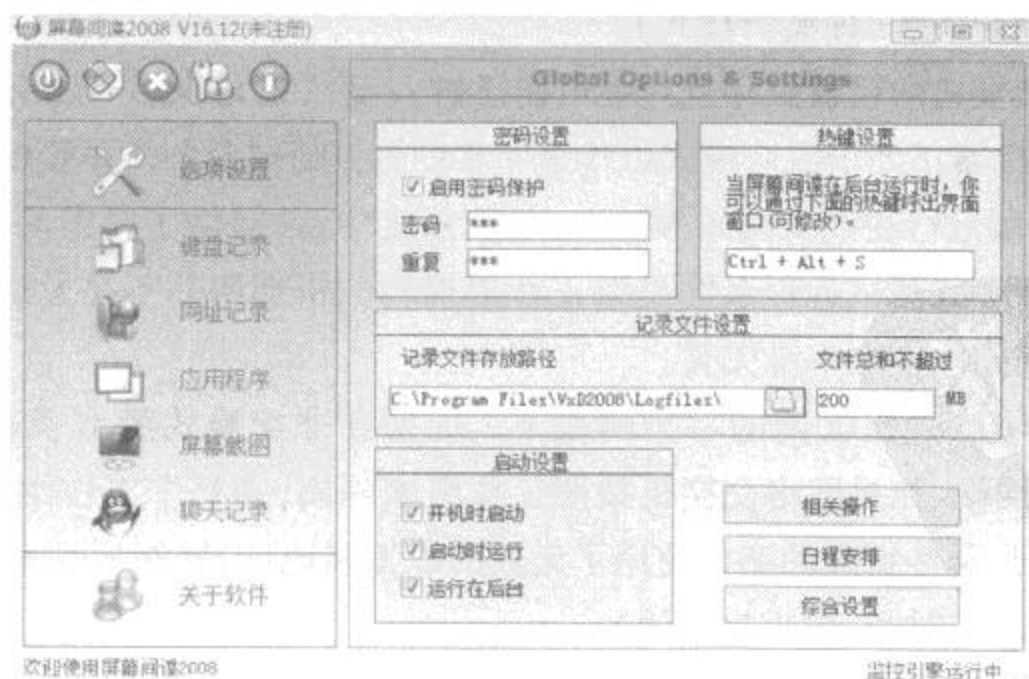 屏幕间谍2008 V16.12(未注册)
Global Options & Settings
选项设置
键盘记录
网址记录
应用程序
屏幕截图
聊天记录
关于软件
密码设置
启用密码保护
密码 ***
重复 ***
热键设置
当屏幕间谍在后台运行时，你
可以通过下面的热键呼出界面
窗口(可修改)。
Ctrl + Alt + S
记录文件设置
记录文件存放路径
文件总和不超过
C:\Program Files\VxD2008\Logfiles\
200 MB
启动设置
开机时启动
启动时运行
运行在后台
相关操作
日程安排
综合设置
欢迎使用屏幕间谍2008
监控引擎运行中